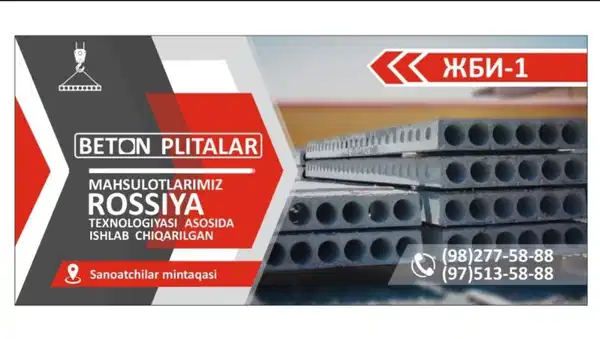 ЖБИ-1
BETON PLITALAR
MAHSULOTLARIMIZ
ROSSIYA
TEXNOLOGIYASI ASOSIDA
ISHLAB CHIQARILGAN
Sanoatchilar mintaqasi
(98)277-58-88
(97)513-58-88